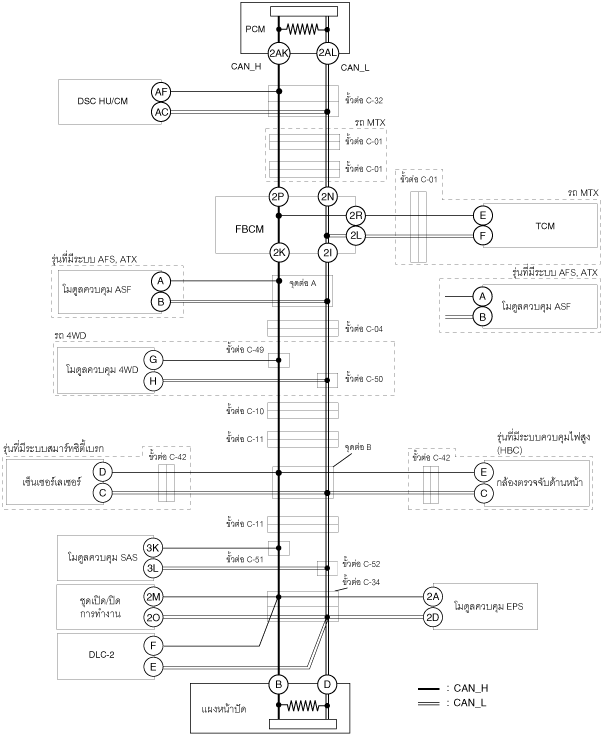 PCM
2AK
2AL
CAN_H
CAN_L
AF
DSC HU/CM
AC
ขั้วต่อ C-32
รถ MTX
ขั้วต่อ C-01
ขั้วต่อ C-01
ขั้วต่อ C-01
รถ MTX
2P
2N
2R
E
FBCM
TCM
2L
F
2K
2I
รุ่นที่มีระบบ AFS, ATX
รุ่นที่มีระบบ AFS, ATX
A
จุดต่อ A
โมดูลควบคุม ASF
B
A
โมดูลควบคุม ASF
B
ขั้วต่อ C-04
รถ 4WD
ขั้วต่อ C-49
G
โมดูลควบคุม 4WD
H
ขั้วต่อ C-50
ขั้วต่อ C-10
ขั้วต่อ C-11
รุ่นที่มีระบบสมาร์ทซิตี้เบรก
จุดต่อ B
รุ่นที่มีระบบควบคุมไฟสูง
(HBC)
ขั้วต่อ C-42
ขั้วต่อ C-42
D
E
เซ็นเซอร์เลเซอร์
กล้องตรวจจับด้านหน้า
C
C
ขั้วต่อ C-11
3K
โมดูลควบคุม SAS
3L
ขั้วต่อ C-51
ขั้วต่อ C-52
ขั้วต่อ C-34
ชุดเปิด/ปิด
การทำงาน
2M
2A
โมดูลควบคุม EPS
2O
2D
F
DLC-2
E
B
D
แผงหน้าปัด
: CAN_H
: CAN_L